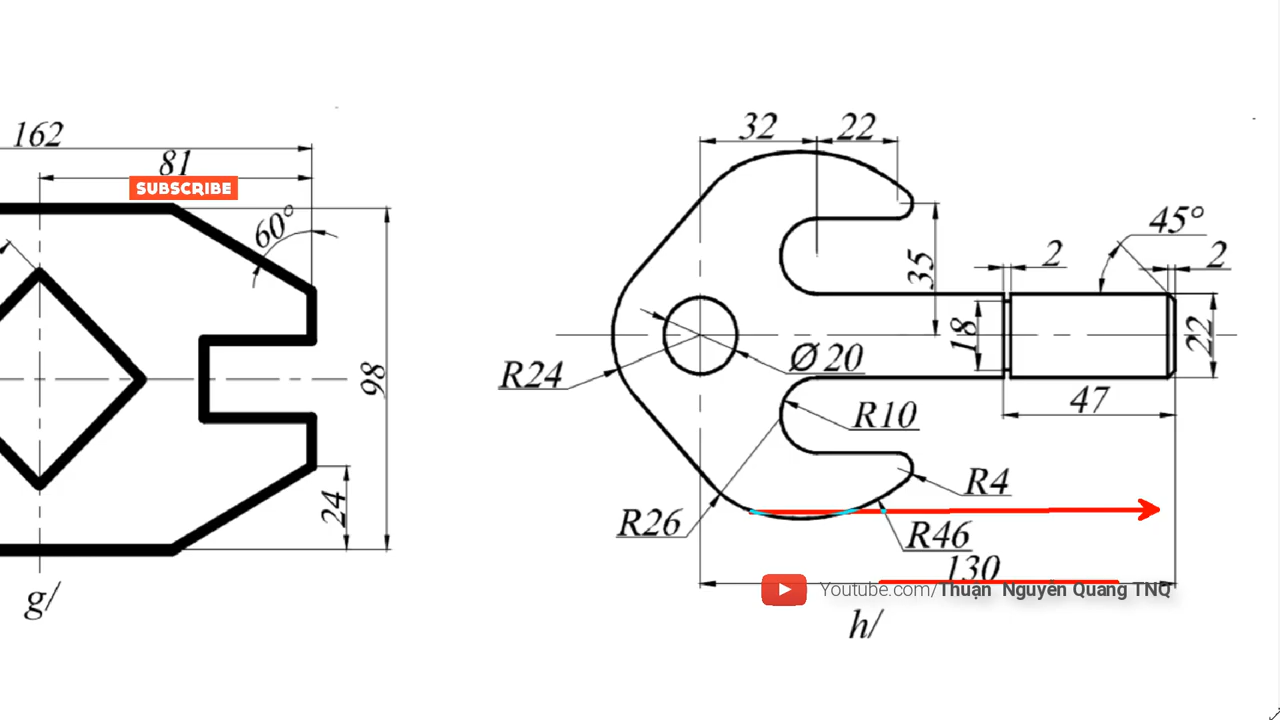 162
81
SUBSCRIBE
60°
98
24
g/
32
22
45°
2
2
35
18
22
Ø20
R24
47
R10
R4
R26
R46
130
Youtube.com/Thuận Nguyễn Quang TNQ
h/